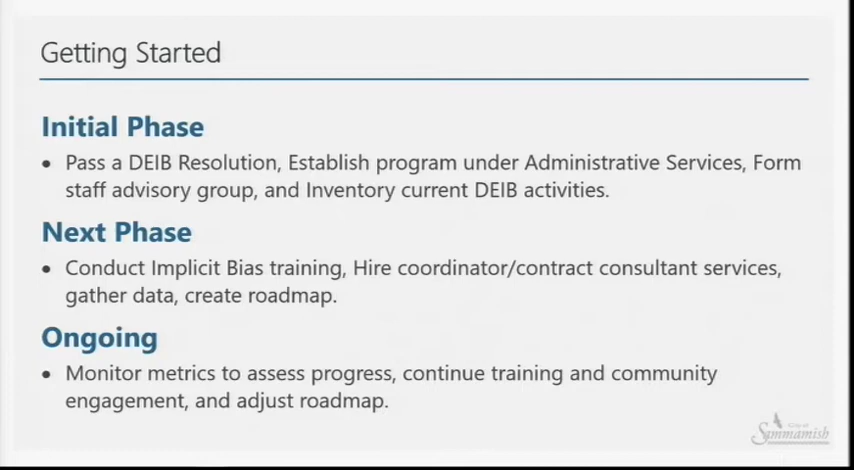 Getting Started
Initial Phase
• Pass a DEIB Resolution, Establish program under Administrative Services, Form
staff advisory group, and Inventory current DEIB activities.
Next Phase
• Conduct Implicit Bias training, Hire coordinator/contract consultant services,
gather data, create roadmap.
Ongoing
• Monitor metrics to assess progress, continue training and community
engagement, and adjust roadmap.
City of
Sammamish